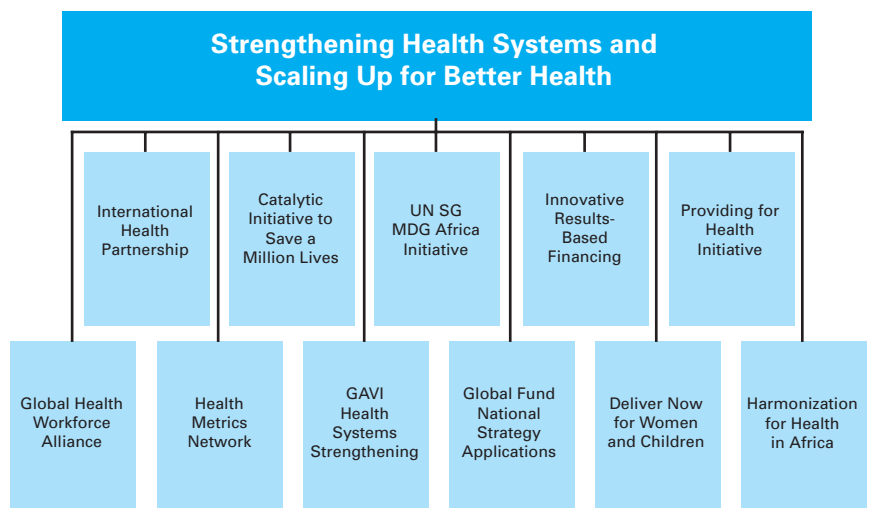 Strengthening Health Systems and
Scaling Up for Better Health
International
Health
Partnership
Catalytic
Initiative to
Save a
Million Lives
UN SG
MDG Africa
Initiative
Innovative
Results-
Based
Financing
Providing for
Health
Initiative
Global Health
Workforce
Alliance
Health
Metrics
Network
GAVI
Health
Systems
Strengthening
Global Fund
National
Strategy
Applications
Deliver Now
for Women
and Children
Harmonization
for Health
in Africa